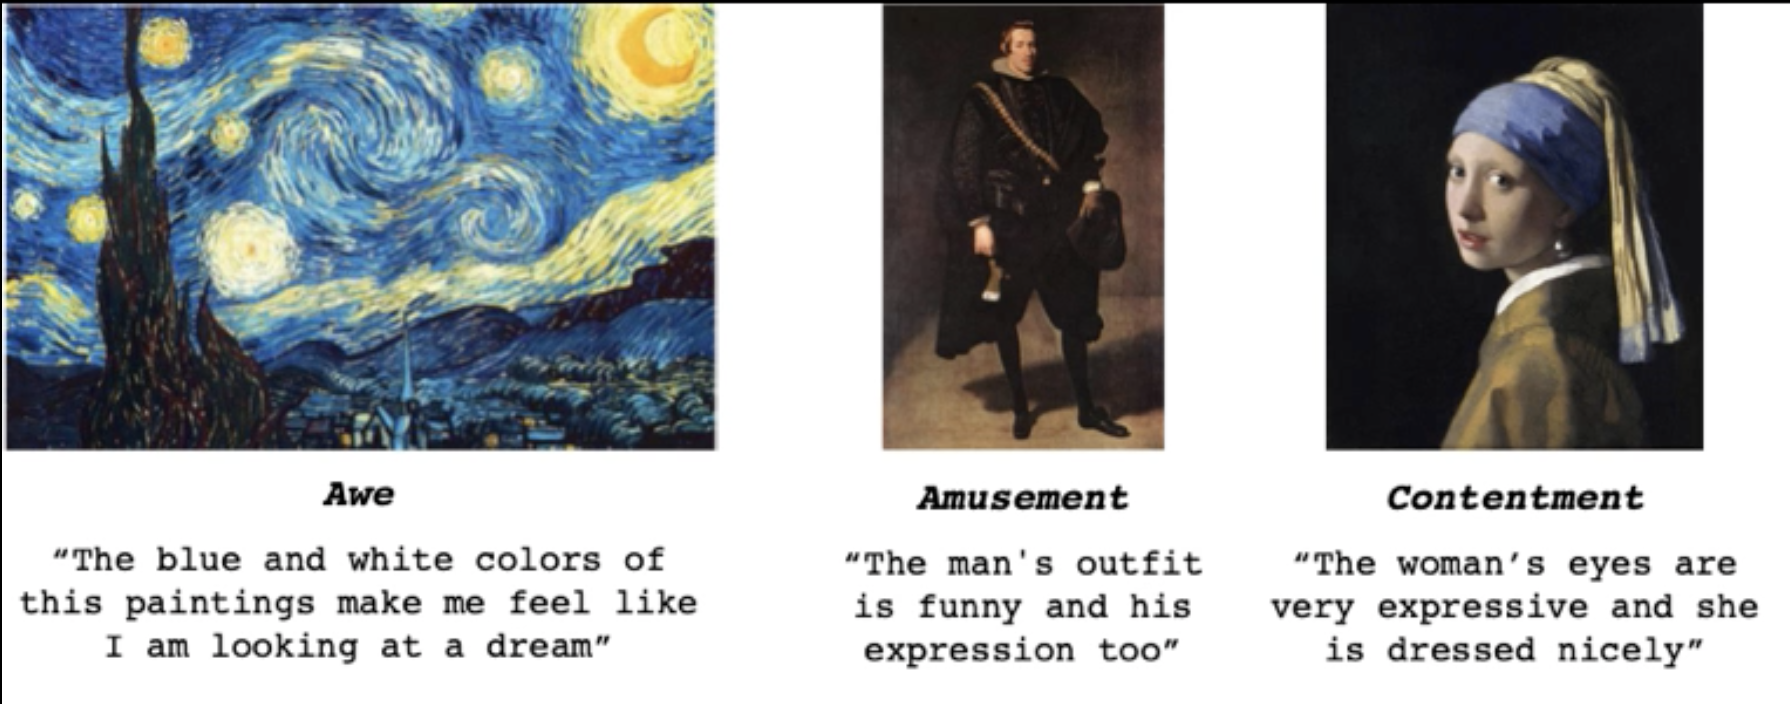 Awe
“The blue and white colors of
this paintings make me feel like
I am looking at a dream”
Amusement
“The man's outfit
is funny and his
expression too”
Contentment
“The woman’s eyes are
very expressive and she
is dressed nicely”